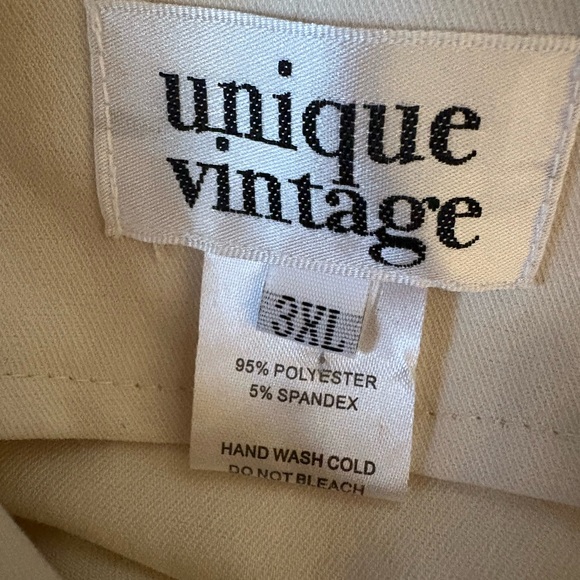 unique
vintage
3XL
95% POLYESTER
5% SPANDEX
HAND WASH COLD
DO NOT BLEACH